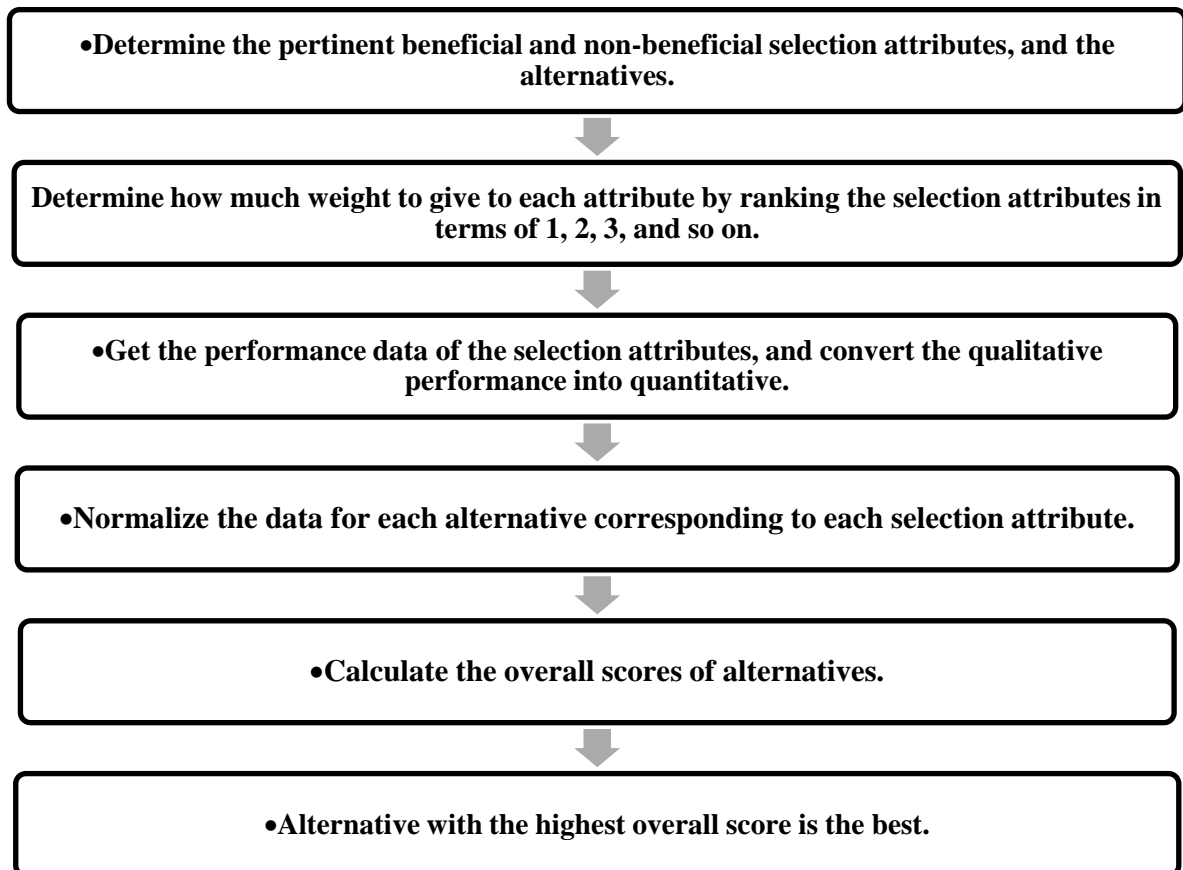 •Determine the pertinent beneficial and non-beneficial selection attributes, and the
alternatives.
Determine how much weight to give to each attribute by ranking the selection attributes in
terms of 1, 2, 3, and so on.
•Get the performance data of the selection attributes, and convert the qualitative
performance into quantitative.
•Normalize the data for each alternative corresponding to each selection attribute.
•Calculate the overall scores of alternatives.
•Alternative with the highest overall score is the best.